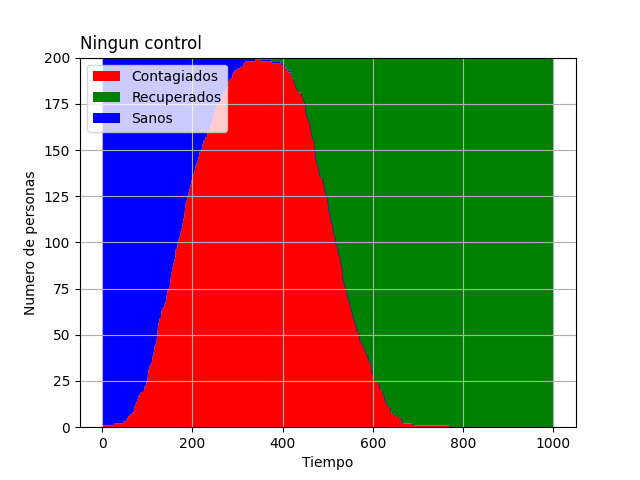 Ningun control
Contagiados
Recuperados
Sanos
200
175
150
125
100
75
50
25
0
Numero de personas
0 200 400 600 800 1000
Tiempo